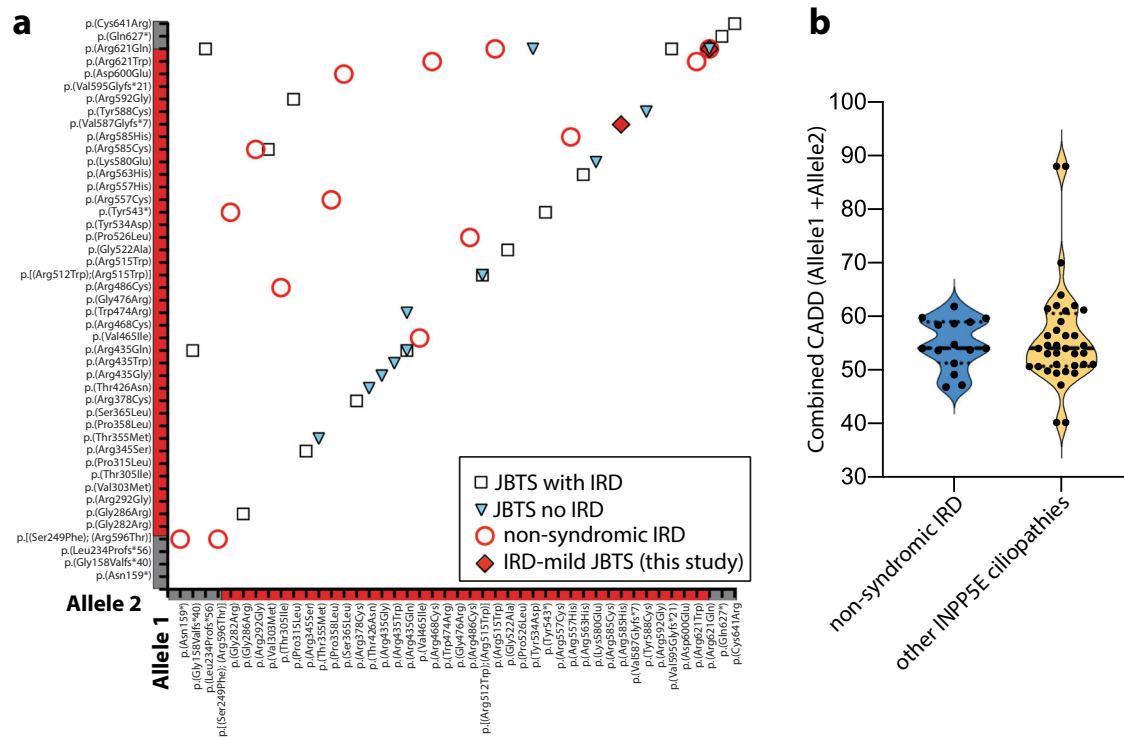 a
p.(Cys641Arg)
p.(Gln627*)
p.(Arg621Gln)
p.(Arg621Trp)
p.(Asp600Glu)
p.(Val595Glyfs*21)
p.(Arg592Gly)
p.(Tyr588Cys)
p.(Val587Glyfs*7)
p.(Arg585His)
p.(Arg585Cys)
p.(Lys580Glu)
p.(Arg563His)
p.(Arg557His)
p.(Arg557Cys)
p.(Tyr543*)
p.(Tyr534Asp)
p.(Pro526Leu)
p.(Gly522Ala)
p.(Arg515Trp)
p.[(Arg512Trp);(Arg515Trp)]
p.(Arg486Cys)
p.(Gly476Arg)
p.(Trp474Arg)
p.(Arg468Cys)
p.(Val465Ile)
p.(Arg435Gln)
p.(Arg435Trp)
p.(Arg435Gly)
p.(Thr426Asn)
p.(Arg378Cys)
p.(Ser365Leu)
p.(Pro358Leu)
p.(Thr355Met)
p.(Arg345Ser)
p.(Pro315Leu)
p.(Thr305Ile)
p.(Val303Met)
p.(Arg292Gly)
p.(Gly286Arg)
p.(Gly282Arg)
p.[(Ser249Phe); (Arg596Thr)]
p.(Leu234Profs*56)
p.(Gly158Valfs*40)
p.(Asn159*)
JBTS with IRD
JBTS no IRD
non-syndromic IRD
IRD-mild JBTS (this study)
Allele 2
Allele 1
p.(Asn159*)
p.(Gly158Valfs*40)
p.(Leu234Profs*56)
p.[(Ser249Phe); (Arg596Thr)]
p.(Gly282Arg)
p.(Gly286Arg)
p.(Arg292Gly)
p.(Val303Met)
p.(Thr305Ile)
p.(Pro315Leu)
p.(Arg345Ser)
p.(Thr355Met)
p.(Pro358Leu)
p.(Ser365Leu)
p.(Arg378Cys)
p.(Thr426Asn)
p.(Arg435Gly)
p.(Arg435Trp)
p.(Arg435Gln)
p.(Val465Ile)
p.(Arg468Cys)
p.(Trp474Arg)
p.(Gly476Arg)
p.(Arg486Cys)
p.[(Arg512Trp);(Arg515Trp)]
p.(Arg515Trp)
p.(Gly522Ala)
p.(Pro526Leu)
p.(Tyr534Asp)
p.(Tyr543*)
p.(Arg557Cys)
p.(Arg557His)
p.(Arg563His)
p.(Lys580Glu)
p.(Arg585Cys)
p.(Arg585His)
p.(Val587Glyfs*7)
p.(Tyr588Cys)
p.(Arg592Gly)
p.(Val595Glyfs*21)
p.(Asp600Glu)
p.(Arg621Trp)
p.(Arg621Gln)
p.(Gln627*)
p.(Cys641Arg
b
Combined CADD (Allele1 +Allele2)
100
90
80
70
60
50
40
30
non-syndromic IRD
other INPP5E ciliopathies